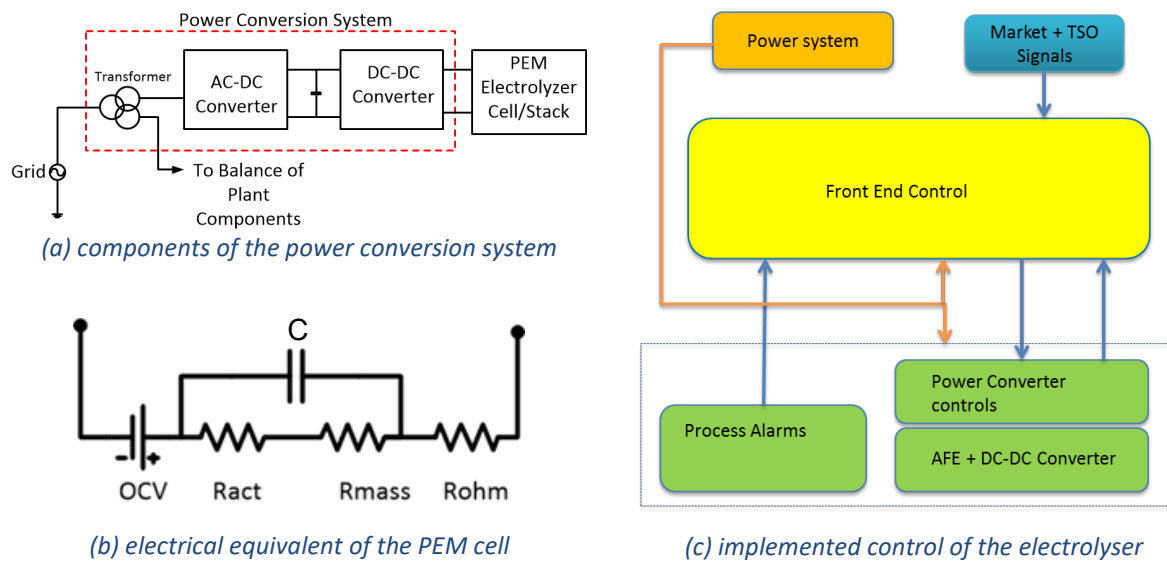 Power Conversion System
Transformer
AC-DC
Converter
DC-DC
Converter
PEM
Electrolyzer
Cell/Stack
Grid
To Balance of
Plant
Components
(a) components of the power conversion system
C
- +
OCV
Ract
Rmass
Rohm
(b) electrical equivalent of the PEM cell
Power system
Market + TSO
Signals
Front End Control
Process Alarms
Power Converter
controls
AFE + DC-DC Converter
(c) implemented control of the electrolyser